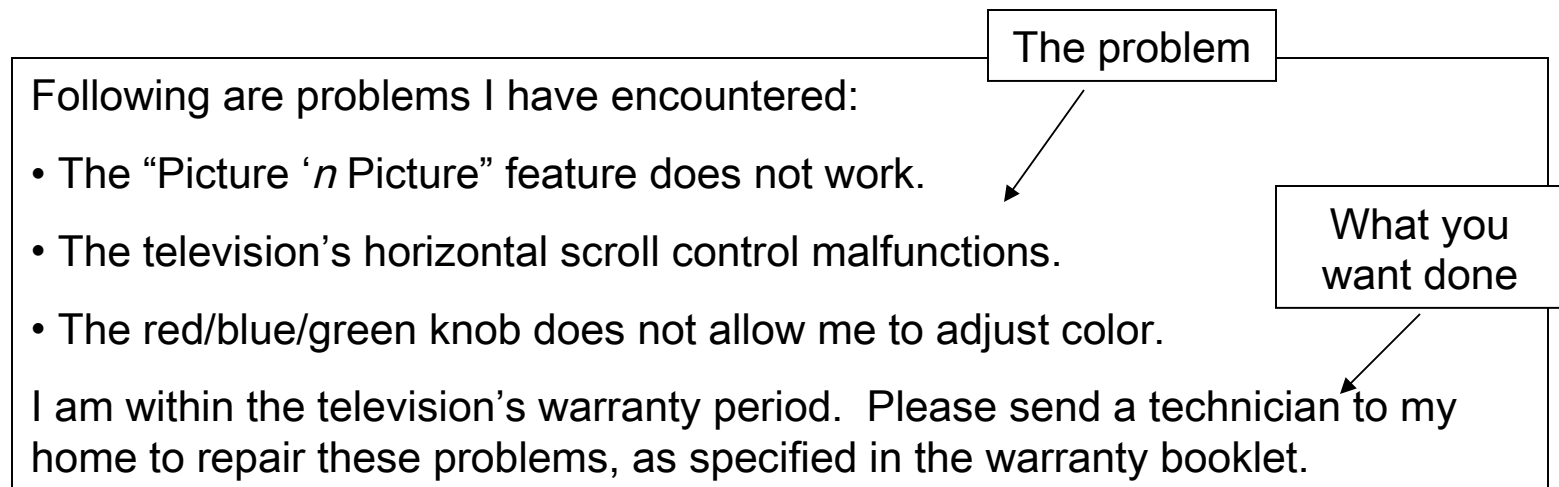 The problem
Following are problems I have encountered:
• The “Picture ‘n Picture” feature does not work.
What you
want done
• The television’s horizontal scroll control malfunctions.
• The red/blue/green knob does not allow me to adjust color.
I am within the television’s warranty period.  Please send a technician to my
home to repair these problems, as specified in the warranty booklet.